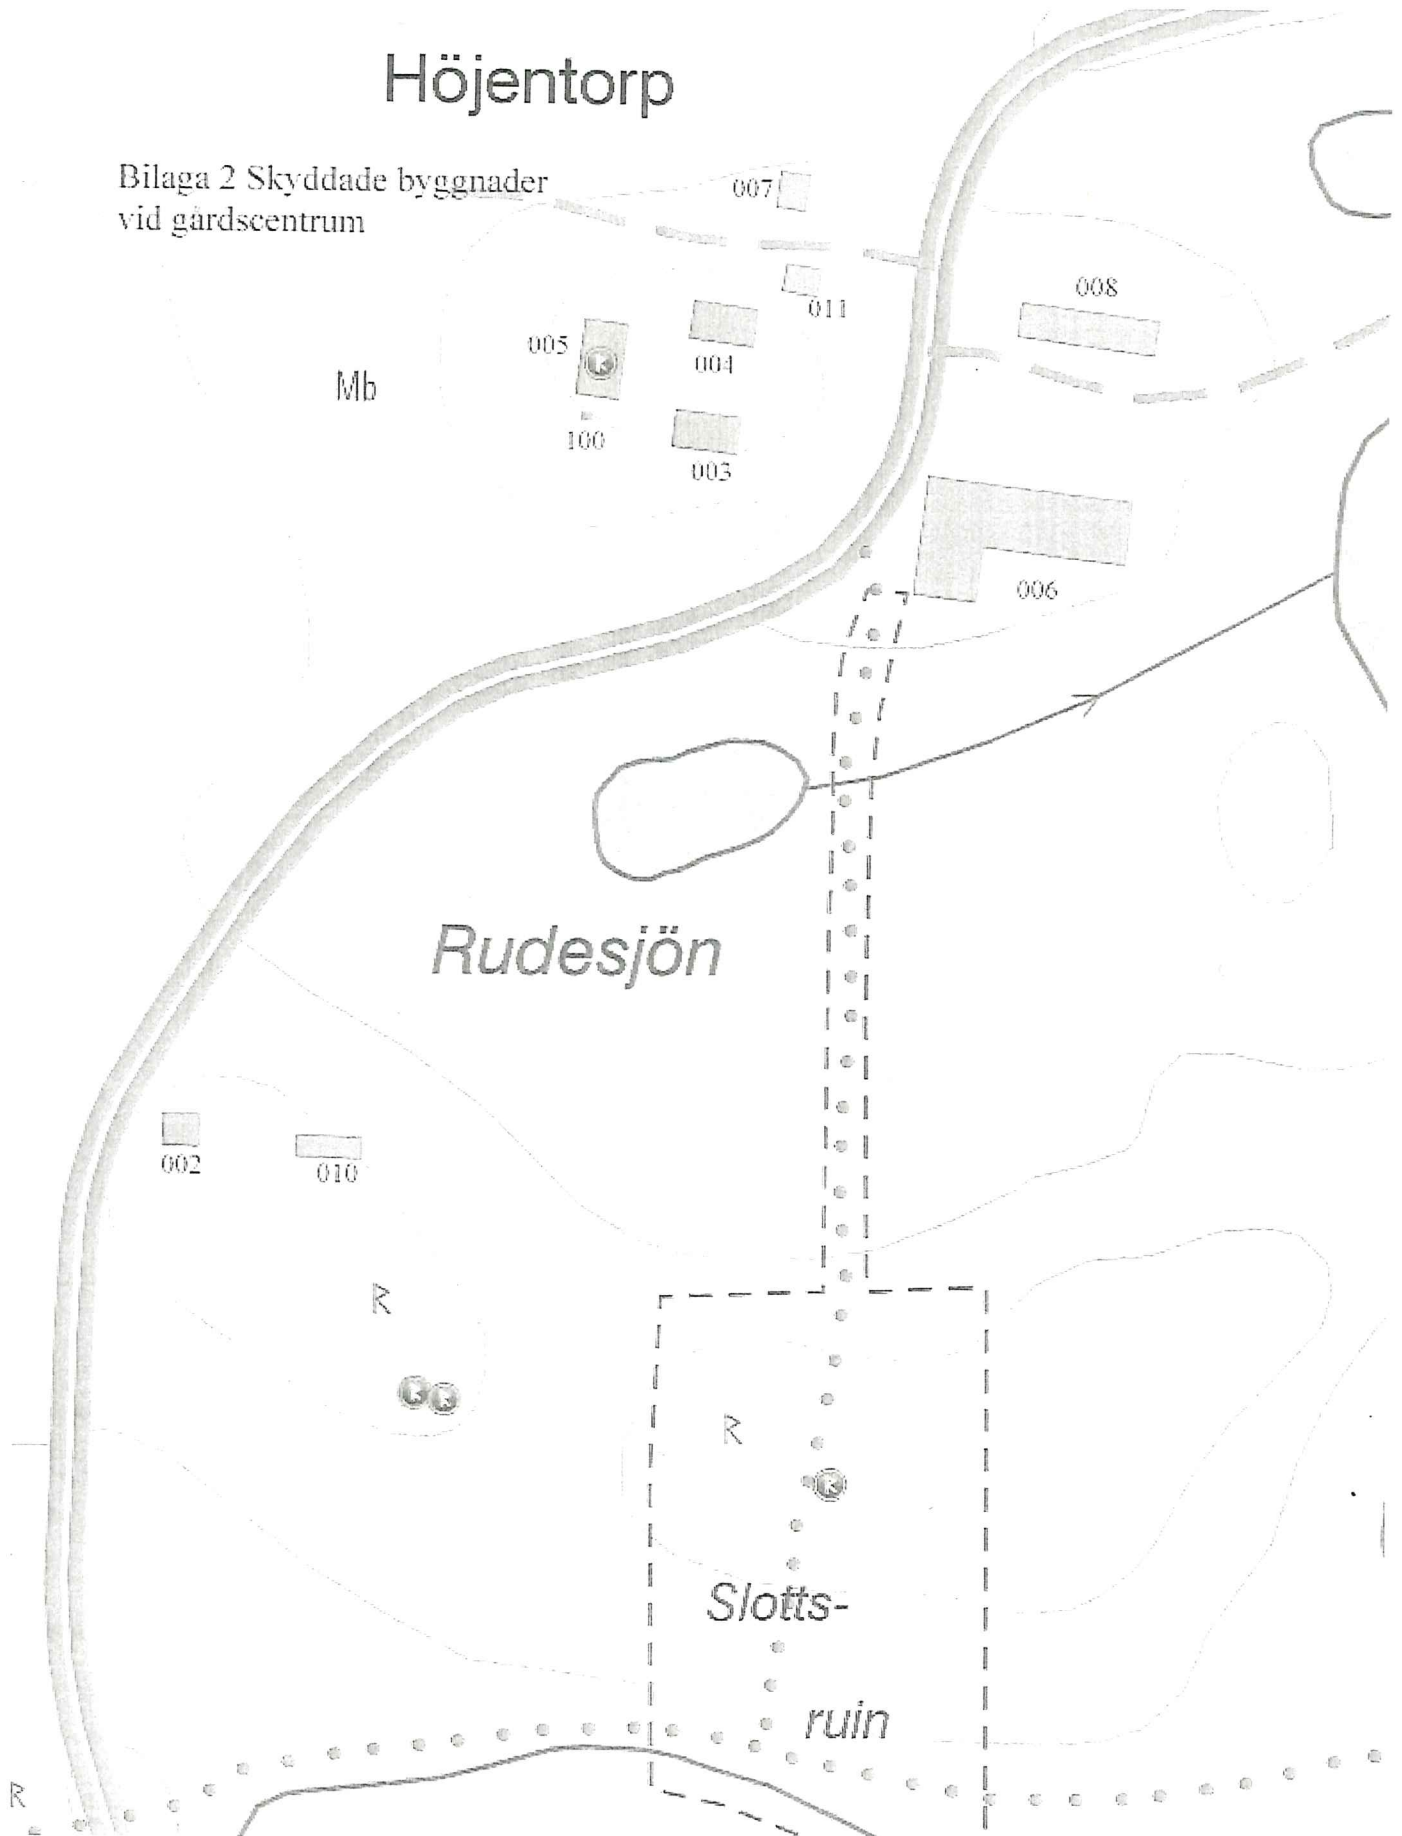 Höjentorp
Bilaga 2 Skyddade byggnader
vid gårdscentrum
007
011
008
005
004
Mb
100
003
006
Rudesjön
002
010
R
R
R
Slotts-
ruin
R